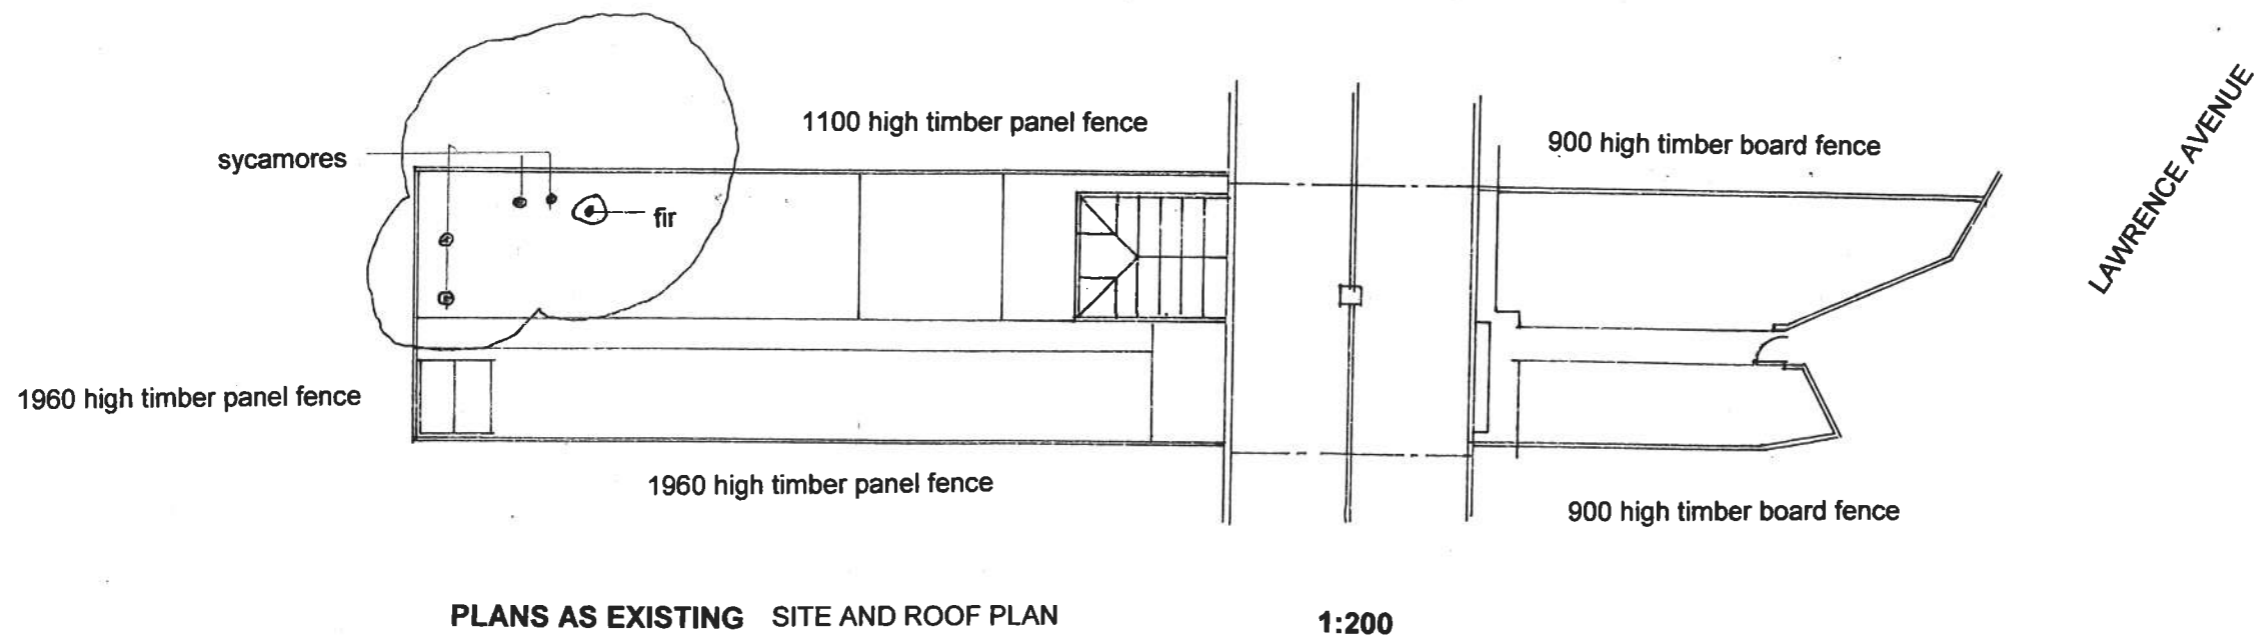 1100 high timber panel fence
900 high timber board fence
LAWRENCE AVENUE
sycamores
fir
1960 high timber panel fence
1960 high timber panel fence
900 high timber board fence
PLANS AS EXISTING SITE AND ROOF PLAN 1:200